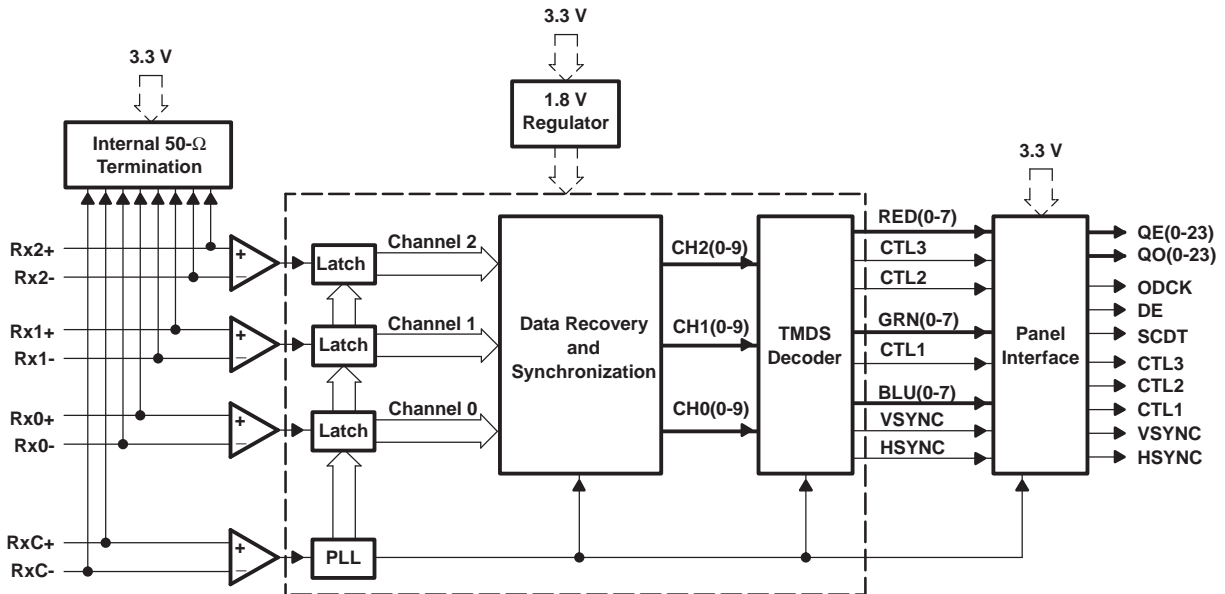 3.3 V
3.3 V
1.8 V
Regulator
Internal 50-Ω
Termination
3.3 V
Rx2+
Rx2-
Rx1+
Rx1-
Rx0+
Rx0-
RxC+
RxC-
+
−
+
−
+
−
+
−
Latch
Latch
Latch
PLL
Channel 2
Channel 1
Channel 0
Data Recovery
and
Synchronization
CH2(0-9)
CH1(0-9)
CH0(0-9)
TMDS
Decoder
RED(0-7)
CTL3
CTL2
GRN(0-7)
CTL1
BLU(0-7)
VSYNC
HSYNC
Panel
Interface
QE(0-23)
QO(0-23)
ODCK
DE
SCDT
CTL3
CTL2
CTL1
VSYNC
HSYNC